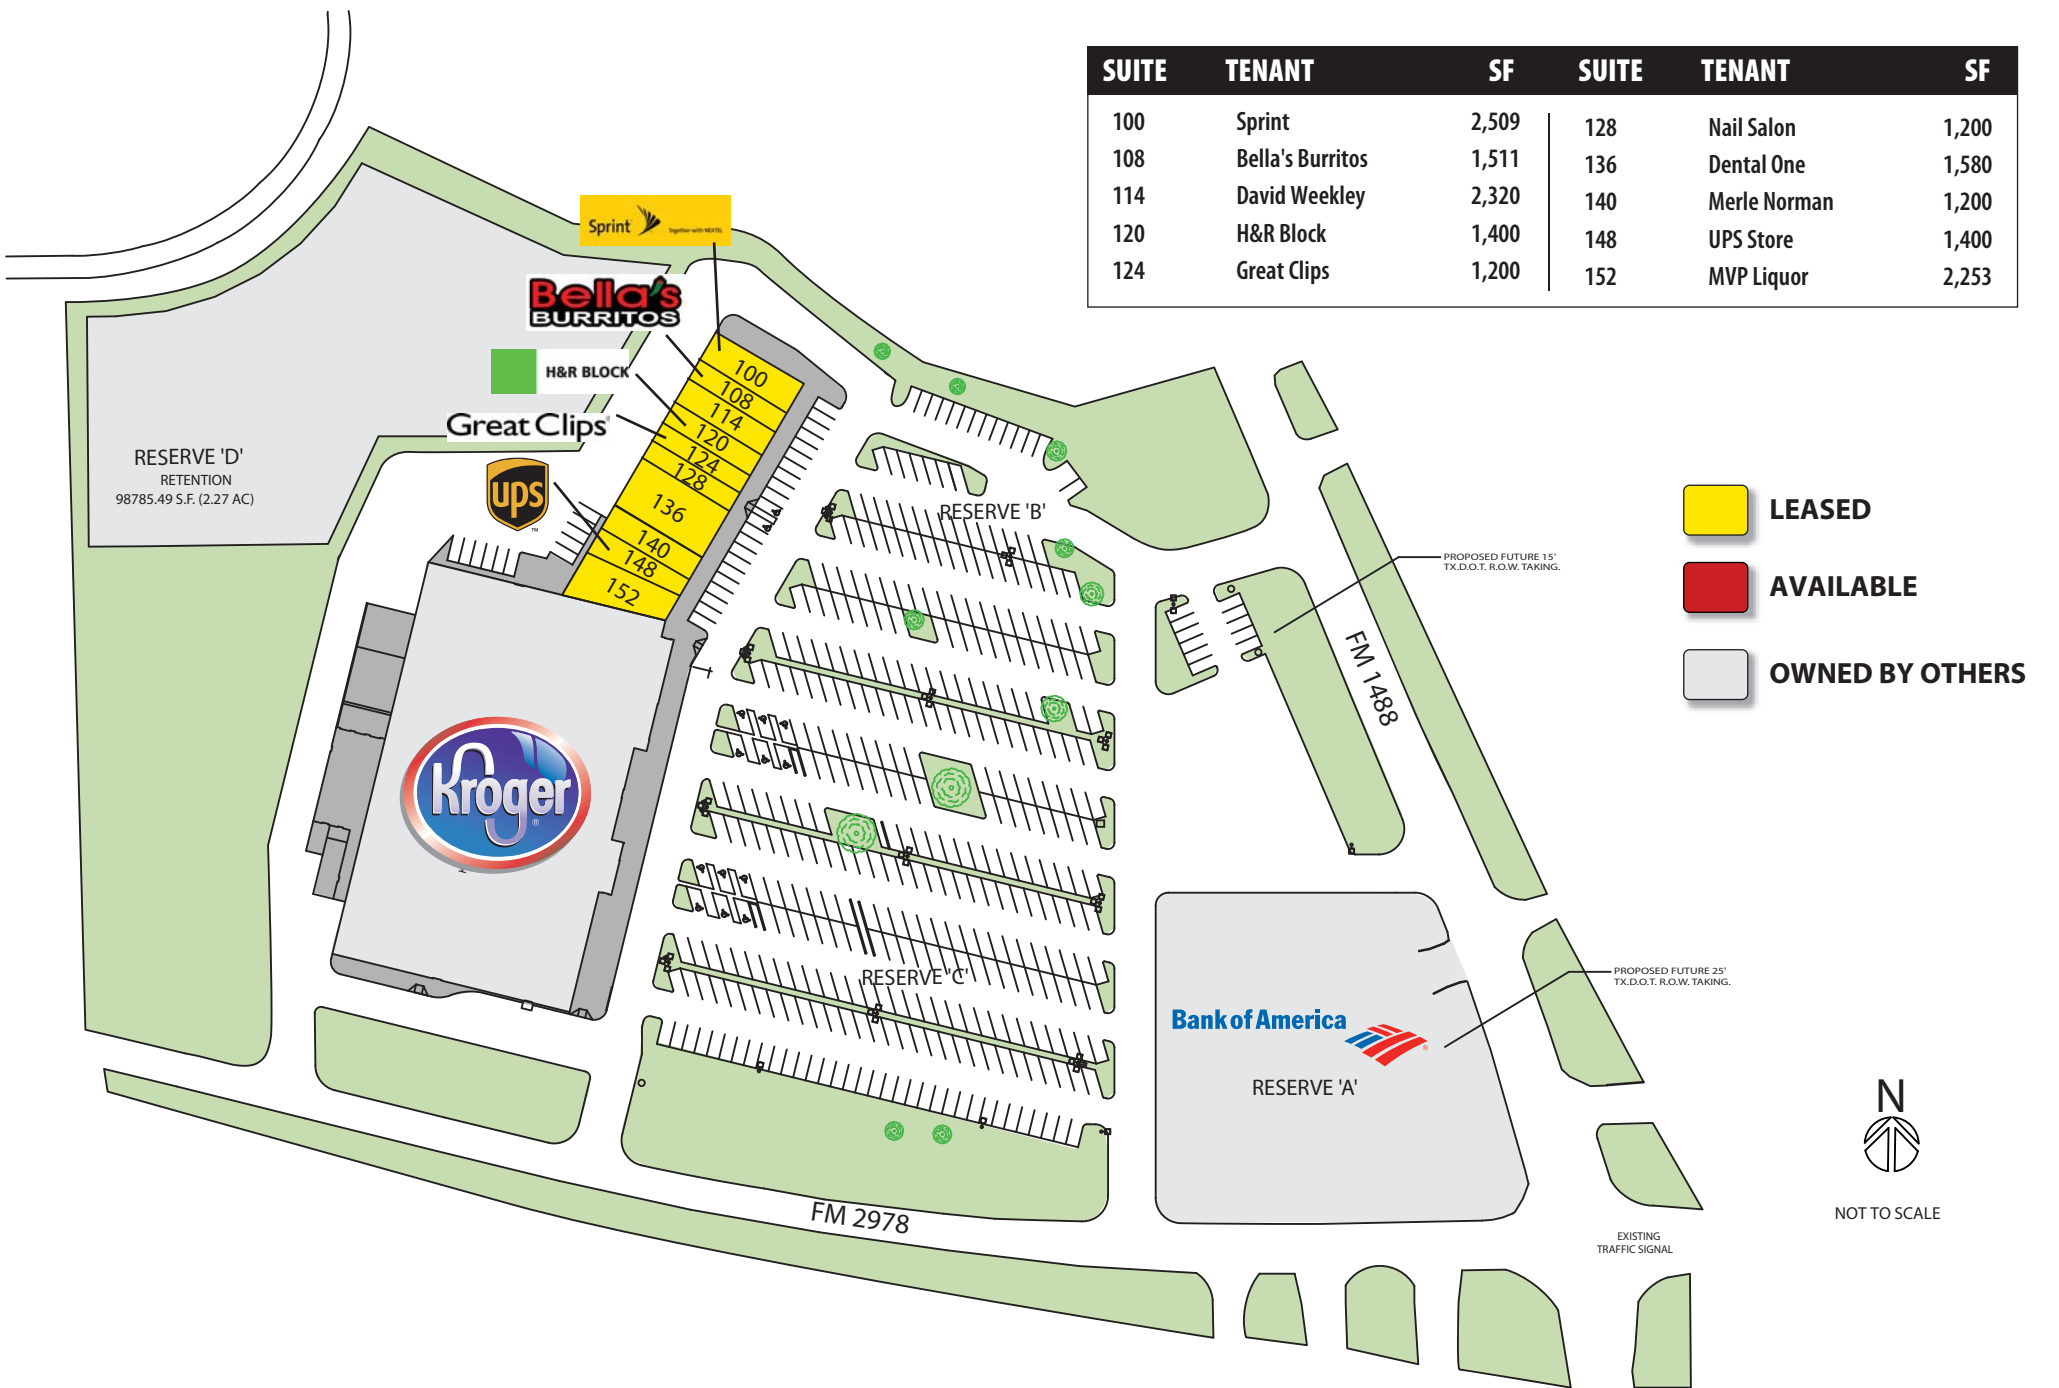 SUITE TENANT SF SUITE TENANT SF
100 Sprint 2,509 128 Nail Salon 1,200
108 Bella's Burritos 1,511 136 Dental One 1,580
114 David Weekley 2,320 140 Merle Norman 1,200
120 H&R Block 1,400 148 UPS Store 1,400
124 Great Clips 1,200 152 MVP Liquor 2,253
Sprint Together with NEXTEL
Bella's
BURRITOS
H&R BLOCK
Great Clips
ups
TM
100
108
114
120
124
128
136
140
148
152
RESERVE 'D'
RETENTION
98785.49 S.F. (2.27 AC)
Kroger
®
RESERVE 'B'
RESERVE 'C'
PROPOSED FUTURE 15'
TX.D.O.T. R.O.W. TAKING.
FM 1488
LEASED
AVAILABLE
OWNED BY OTHERS
PROPOSED FUTURE 25'
TX.D.O.T. R.O.W. TAKING.
Bank of America
®
RESERVE 'A'
FM 2978
EXISTING
TRAFFIC SIGNAL
N
NOT TO SCALE